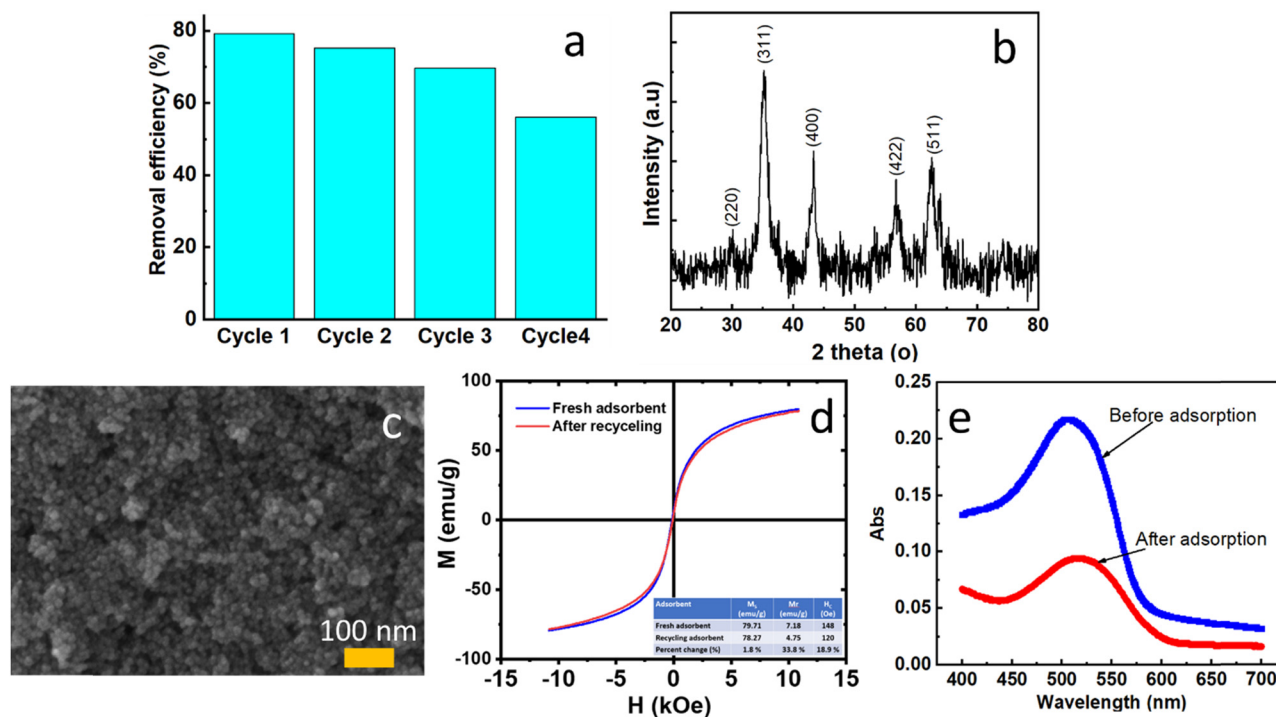 a
Removal efficiency (%)
80
60
40
20
0
Cycle 1 Cycle 2 Cycle 3 Cycle4
b
Intensity (a.u)
(220)
(311)
(400)
(422)
(511)
20 30 40 50 60 70 80
2 theta (o)
c
100 nm
d
M (emu/g)
100
50
0
-50
-100
Fresh adsorbent
After recyceling
Adsorbent Ms (emu/g) Mr (emu/g) Hc (Oe)
Fresh adsorbent 79.71 7.18 148
Recycling adsorbent 78.27 4.75 120
Percent change (%) 1.8 % 33.8 % 18.9 %
-15 -10 -5 0 5 10 15
H (kOe)
e
Abs
0.25
0.20
0.15
0.10
0.05
0.00
Before adsorption
After adsorption
400 450 500 550 600 650 700
Wavelength (nm)